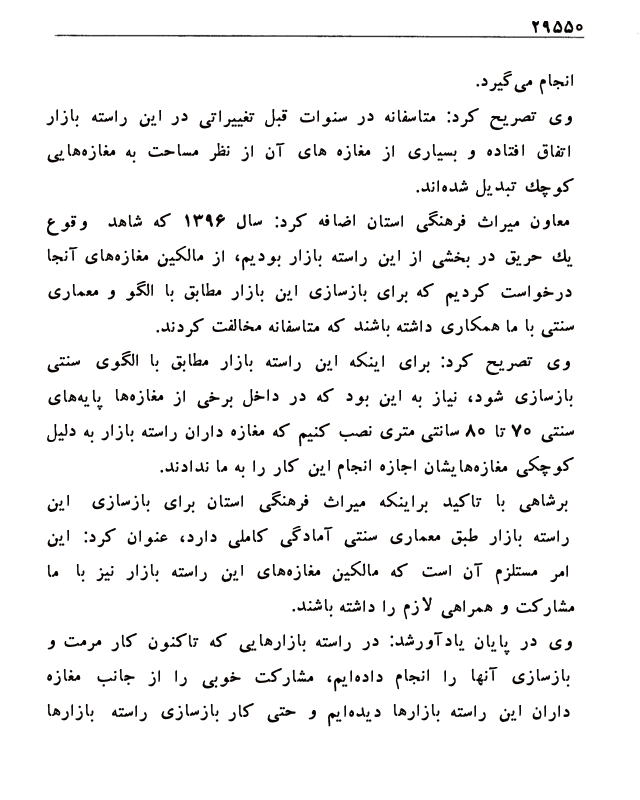 ۲۹۵۵۰
انجام می‌گیرد.
وی تصریح کرد: متاسفانه در سنوات قبل تغییراتی در این راسته بازار
اتفاق افتاده و بسیاری از مغازه های آن از نظر مساحت به مغازه‌هایی
کوچك تبدیل شده‌اند.
معاون میراث فرهنگی استان اضافه کرد: سال ۱۳۹۶ که شاهد وقوع
یك حریق در بخشی از این راسته بازار بودیم، از مالکین مغازه‌های آنجا
درخواست کردیم که برای بازسازی این بازار مطابق با الگو و معماری
سنتی با ما همکاری داشته باشند که متاسفانه مخالفت کردند.
وی تصریح کرد: برای اینکه این راسته بازار مطابق با الگوی سنتی
بازسازی شود، نیاز به این بود که در داخل برخی از مغازه‌ها پایه‌های
سنتی ۷۰ تا ۸۰ سانتی متری نصب کنیم که مغازه داران راسته بازار به دلیل
کوچکی مغازه‌هایشان اجازه انجام این کار را به ما ندادند.
برشاهی با تاکید براینکه میراث فرهنگی استان برای بازسازی این
راسته بازار طبق معماری سنتی آمادگی کاملی دارد، عنوان کرد: این
امر مستلزم آن است که مالکین مغازه‌های این راسته بازار نیز با ما
مشارکت و همراهی لازم را داشته باشند.
وی در پایان یادآورشد: در راسته بازارهایی که تاکنون کار مرمت و
بازسازی آنها را انجام داده‌ایم، مشارکت خوبی را از جانب مغازه
داران این راسته بازارها دیده‌ایم و حتی کار بازسازی راسته بازارها